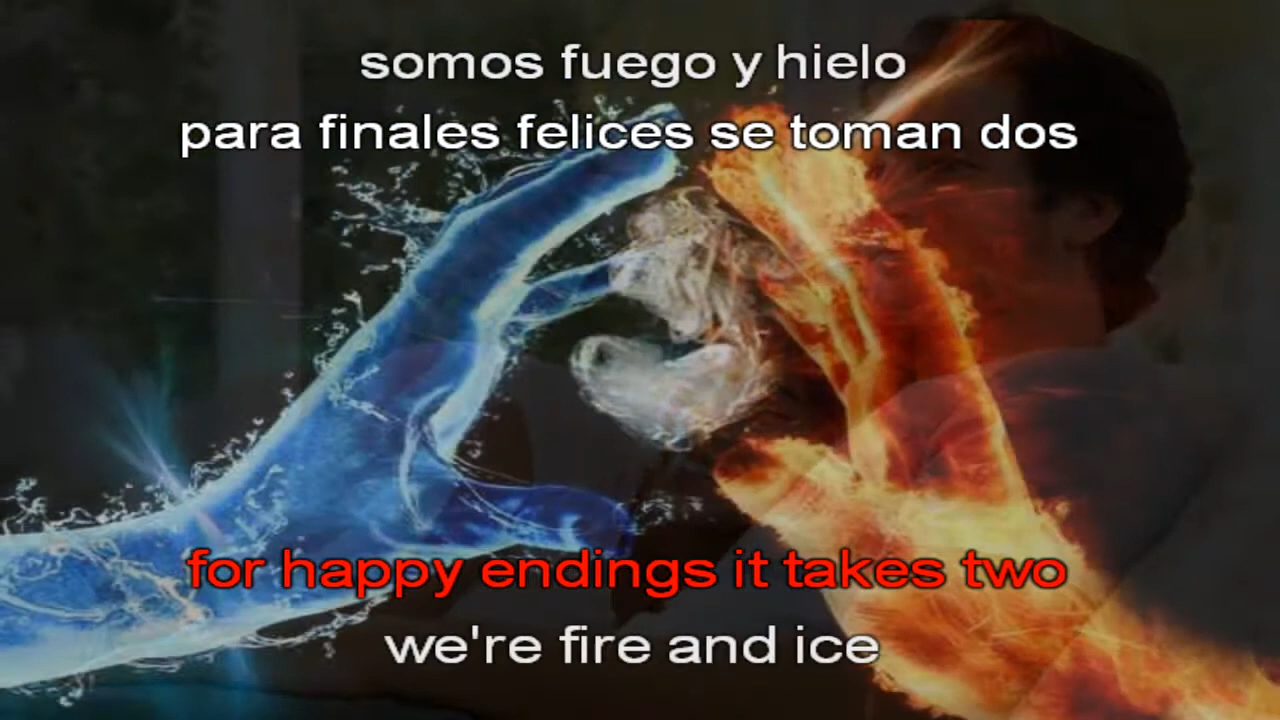 somos fuego y hielo
para finales felices se toman dos
for happy endings it takes two
we're fire and ice